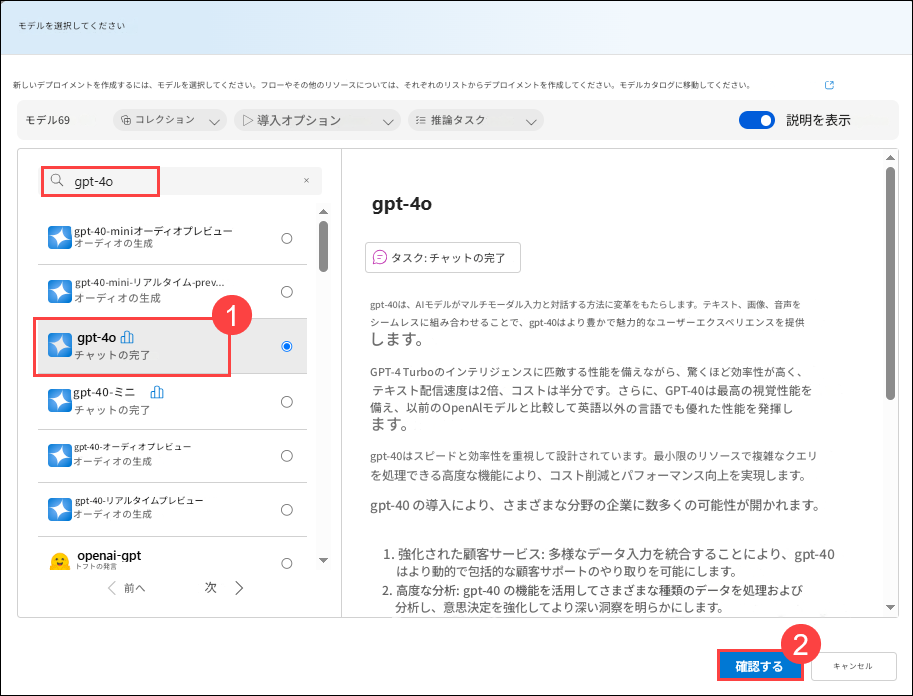 モデルを選択してください
新しいデプロイメントを作成するには、モデルを選択してください。フローやその他のリソースについては、それぞれのリストからデプロイメントを作成してください。モデルカタログに移動してください。
モデル69
コレクション
導入オプション
推論タスク
説明を表示
gpt-4o
×
gpt-40-miniオーディオプレビュー
オーディオの生成
gpt-40-mini-リアルタイム-prev...
オーディオの生成
1
gpt-4o
チャットの完了
gpt-40-ミニ
チャットの完了
gpt-40-オーディオプレビュー
オーディオの生成
gpt-40-リアルタイムプレビュー
オーディオの生成
openai-gpt
トフトの発言
前へ
次
gpt-4o
タスク: チャットの完了
gpt-40は、AIモデルがマルチモーダル入力と対話する方法に変革をもたらします。テキスト、画像、音声を
シームレスに組み合わせることで、gpt-40はより豊かで魅力的なユーザーエクスペリエンスを提供
します。
GPT-4 Turboのインテリジェンスに匹敵する性能を備えながら、驚くほど効率性が高く、
テキスト配信速度は2倍、コストは半分です。さらに、GPT-40は最高の視覚性能を
備え、以前のOpenAIモデルと比較して英語以外の言語でも優れた性能を発揮し
ます。
gpt-40はスピードと効率性を重視して設計されています。最小限のリソースで複雑なクエリ
を処理できる高度な機能により、コスト削減とパフォーマンス向上を実現します。
gpt-40 の導入により、さまざまな分野の企業に数多くの可能性が開かれます。
1. 強化された顧客サービス: 多様なデータ入力を統合することにより、gpt-40
はより動的で包括的な顧客サポートのやり取りを可能にします。
2. 高度な分析: gpt-40 の機能を活用してさまざまな種類のデータを処理および
分析し、意思決定を強化してより深い洞察を明らかにします。
2
確認する
キャンセル